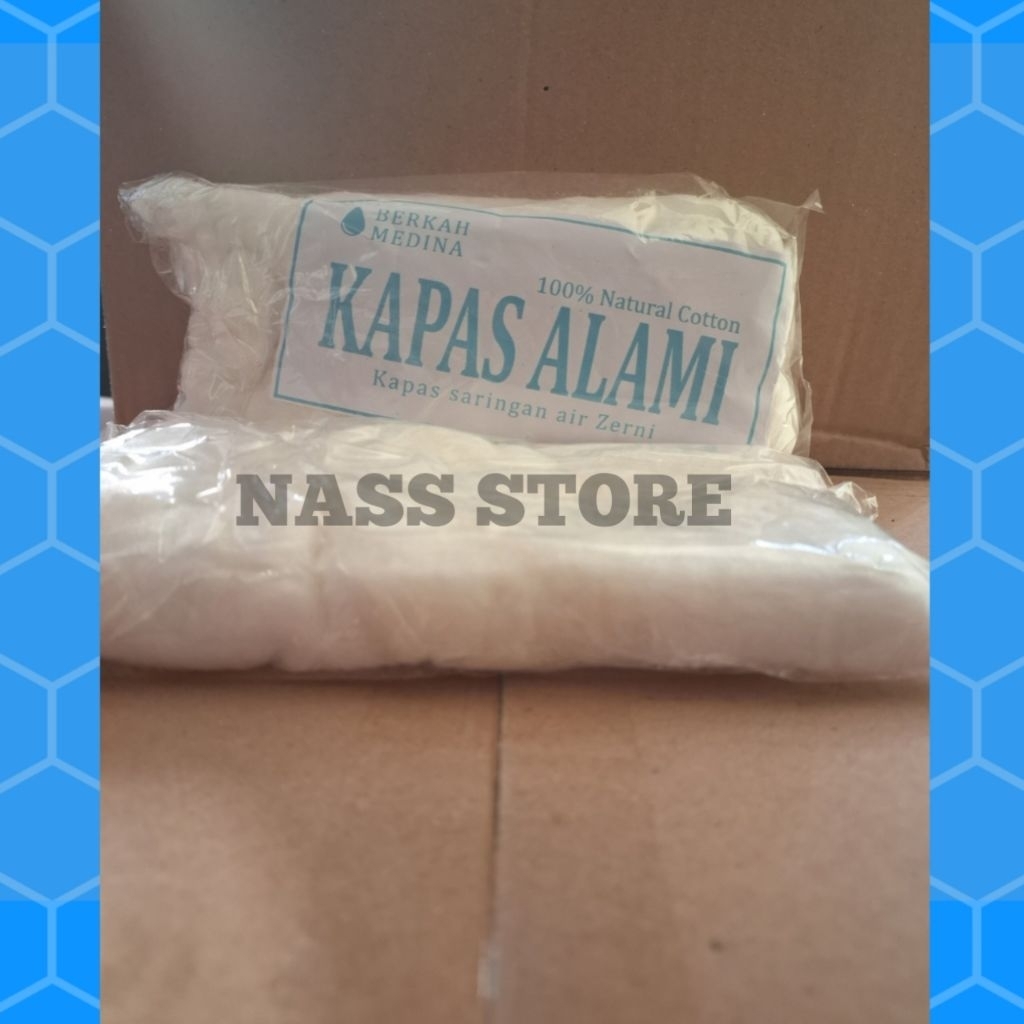 BERKAH
MEDINA
100% Natural Cotton
KAPAS ALAMI
Kapas saringan air Zerni
NASS STORE